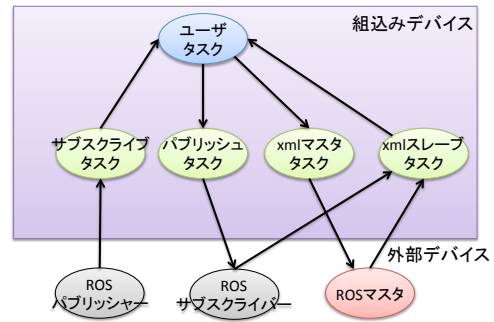 組込みデバイス
ユーザ
タスク
サブスクライブ
タスク
パブリッシュ
タスク
xmlマスタ
タスク
xmlスレーブ
タスク
外部デバイス
ROS
パブリッシャー
ROS
サブスクライバー
ROSマスタ